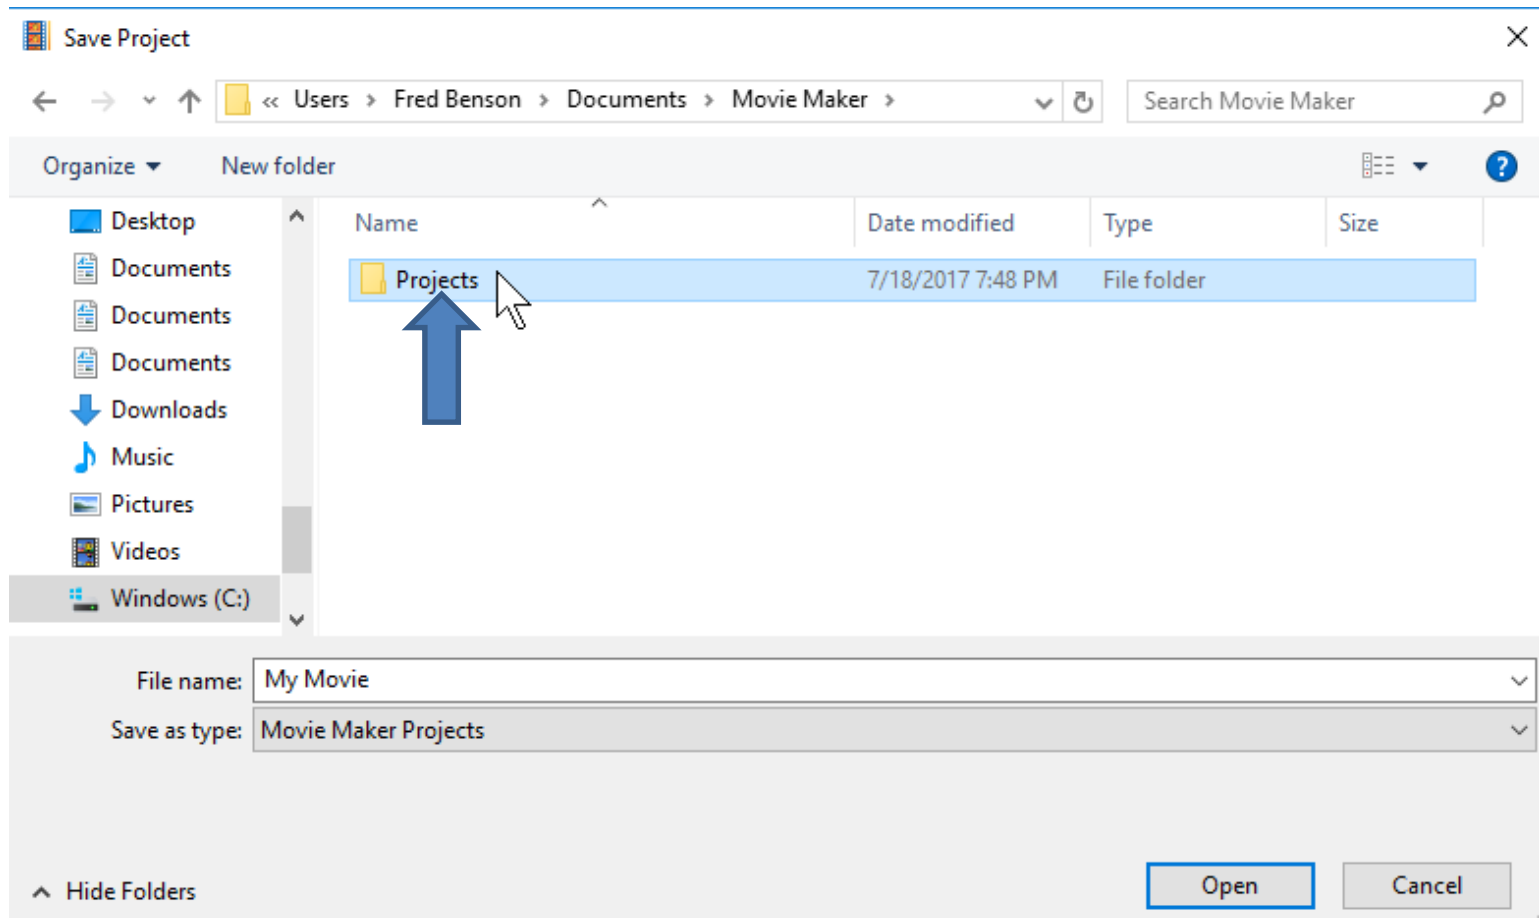 Save Project
« Users > Fred Benson > Documents > Movie Maker > Search Movie Maker
Organize New folder ?
Name Date modified Type Size
Projects 7/18/2017 7:48 PM File folder
Desktop
Documents
Documents
Documents
Downloads
Music
Pictures
Videos
Windows (C:)
File name: My Movie
Save as type: Movie Maker Projects
Hide Folders Open Cancel